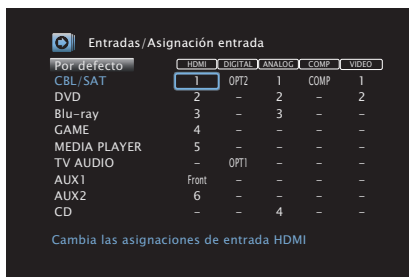 Entradas/Asignación entrada
Por defecto HDMI DIGITAL ANALOG COMP VIDEO
CBL/SAT 1 OPT2 1 COMP 1
DVD 2 – 2 – 2
Blu-ray 3 – 3 – –
GAME 4 – – – –
MEDIA PLAYER 5 – – – –
TV AUDIO – OPT1 – – –
AUX1 Front – – – –
AUX2 6 – – – –
CD – – 4 – –
Cambia las asignaciones de entrada HDMI